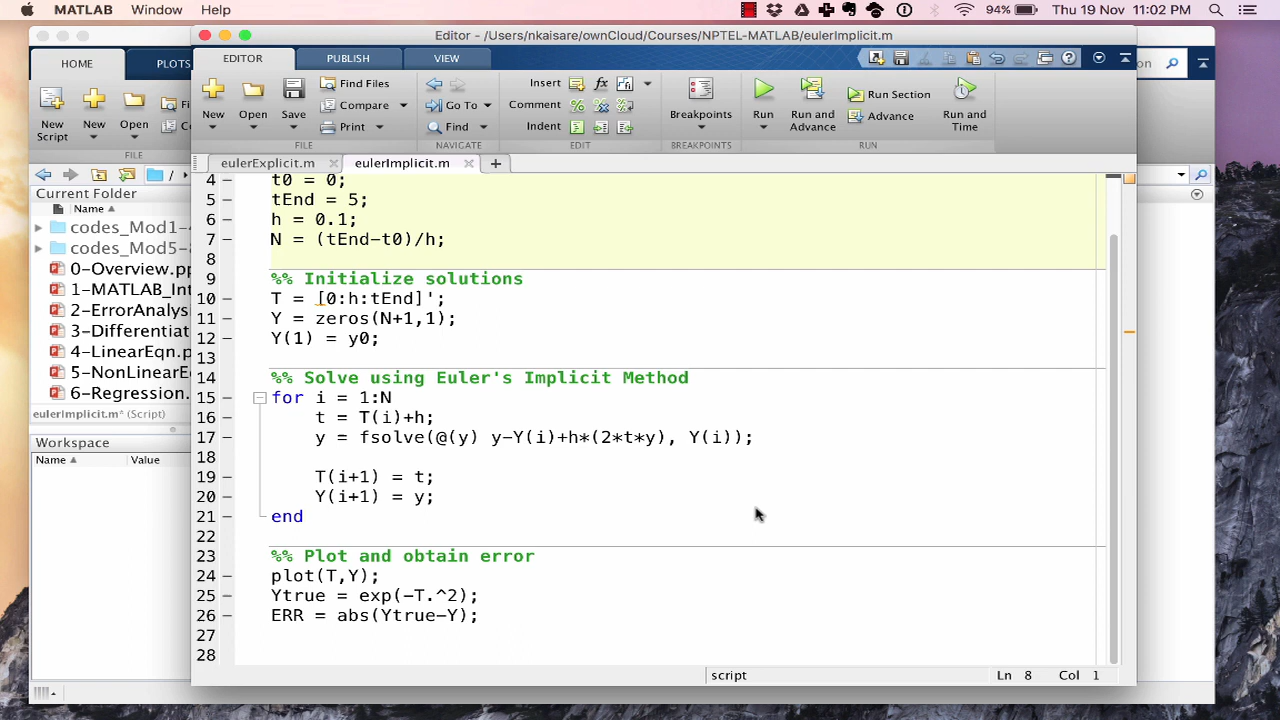 MATLAB Window Help
94% Thu 19 Nov 11:02 PM
Editor - /Users/nkaisare/ownCloud/Courses/NPTEL-MATLAB/eulerImplicit.m
HOME PLOTS
EDITOR PUBLISH VIEW
New Script
New
Open
FILE
New
Open
Save
Find Files
Compare
Print
FILE
Go To
Find
NAVIGATE
Insert
Comment
Indent
EDIT
Breakpoints
BREAKPOINTS
Run
Run and Advance
Run Section
Advance
Run and Time
RUN
eulerExplicit.m eulerImplicit.m
Current Folder
Name
codes_Mod1-4
codes_Mod5-8
0-Overview.pp
1-MATLAB_Int
2-ErrorAnalys
3-Differentiat
4-LinearEqn.p
5-NonLinearE
6-Regression.
eulerImplicit.m* (Script)
Workspace
Name Value
4 – t0 = 0;
5 – tEnd = 5;
6 – h = 0.1;
7 – N = (tEnd-t0)/h;
8
9 %% Initialize solutions
10 – T = [0:h:tEnd]';
11 – Y = zeros(N+1,1);
12 – Y(1) = y0;
13
14 %% Solve using Euler's Implicit Method
15 – for i = 1:N
16 – t = T(i)+h;
17 – y = fsolve(@(y) y-Y(i)+h*(2*t*y), Y(i));
18
19 – T(i+1) = t;
20 – Y(i+1) = y;
21 – end
22
23 %% Plot and obtain error
24 – plot(T,Y);
25 – Ytrue = exp(-T.^2);
26 – ERR = abs(Ytrue-Y);
27
28
script Ln 8 Col 1